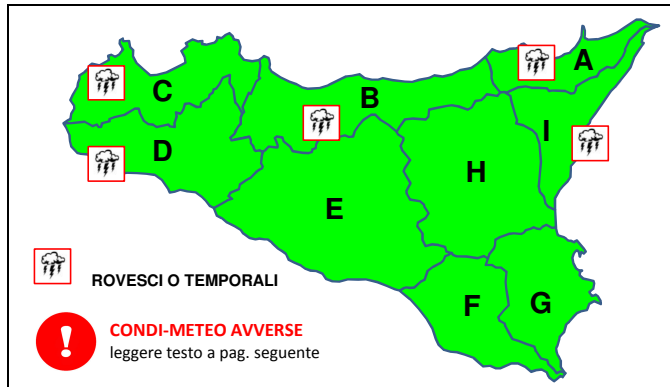 A
C
B
I
D
H
E
F
G
ROVESCI O TEMPORALI
CONDI-METEO AVVERSE
leggere testo a pag. seguente